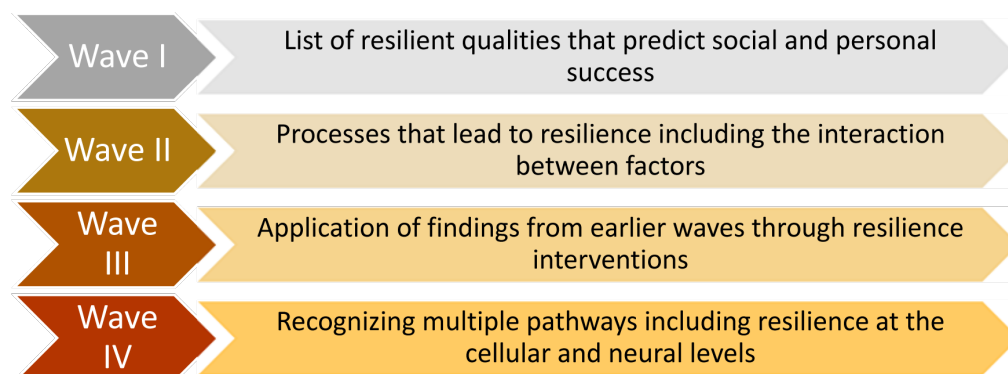 Wave I
List of resilient qualities that predict social and personal
success
Wave II
Processes that lead to resilience including the interaction
between factors
Wave
III
Application of findings from earlier waves through resilience
interventions
Wave
IV
Recognizing multiple pathways including resilience at the
cellular and neural levels